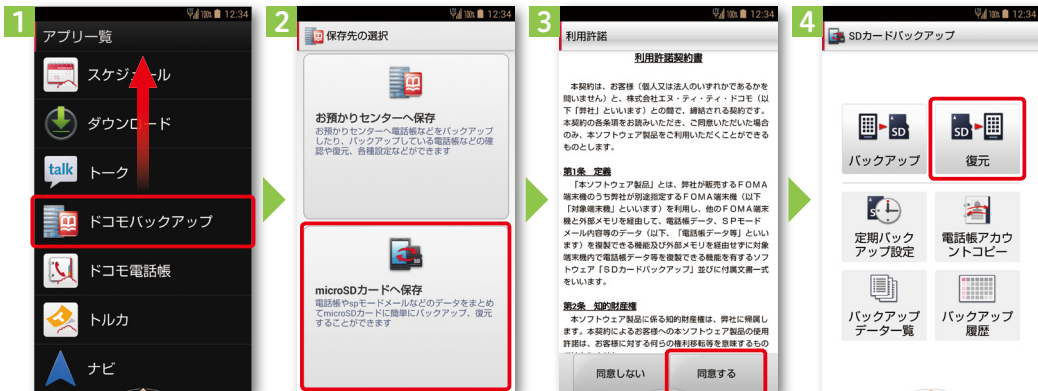 1
100%
12:34
アプリ一覧
スケジュール
ダウンロード
talk
トーク
ドコモバックアップ
ドコモ電話帳
トルカ
ナビ
2
100%
12:34
保存先の選択
お預かりセンターへ保存
お預かりセンターへ電話帳などをバックアップ
したり、バックアップしている電話帳などの確
認や復元、各種設定などができます
microSDカードへ保存
電話帳やspモードメールなどのデータをまとめ
てmicroSDカードに簡単にバックアップ、復元
することができます
3
100%
12:34
利用許諾
利用許諾契約書
本契約は、お客様（個人又は法人のいずれかであるかを
問いません）と、株式会社エヌ・ティ・ティ・ドコモ（以
下「弊社」といいます）との間で、締結される契約です。
本契約の各条項をお読みいただき、ご同意いただいた場合
のみ、本ソフトウェア製品をご利用いただくことができる
ものとします。
第1条 定義
「本ソフトウェア製品」とは、弊社が販売するＦＯＭＡ
端末機のうち弊社が別途指定するＦＯＭＡ端末機（以下
「対象端末機」といいます）を利用し、他のＦＯＭＡ端末
機と外部メモリを経由して、電話帳データ、ＳＰモード
メール内容等のデータ（以下、「電話帳データ等」といい
ます）を複製できる機能及び外部メモリを経由せずに対象
端末機内で電話帳データ等を複製できる機能を有するソフ
トウェア「ＳＤカードバックアップ」並びに付属文書一式
をいいます。
第2条 知的財産権
本ソフトウェア製品に係る知的財産権は、弊社に帰属し
ます。本契約によるお客様への本ソフトウェア製品の使用
許諾は、お客様に対する何らの権利移転等を意味するもの
同意しない
同意する
4
100%
12:34
SDカードバックアップ
SD
バックアップ
SD
復元
定期バック
アップ設定
電話帳アカウ
ントコピー
バックアップ
データ一覧
バックアップ
履歴